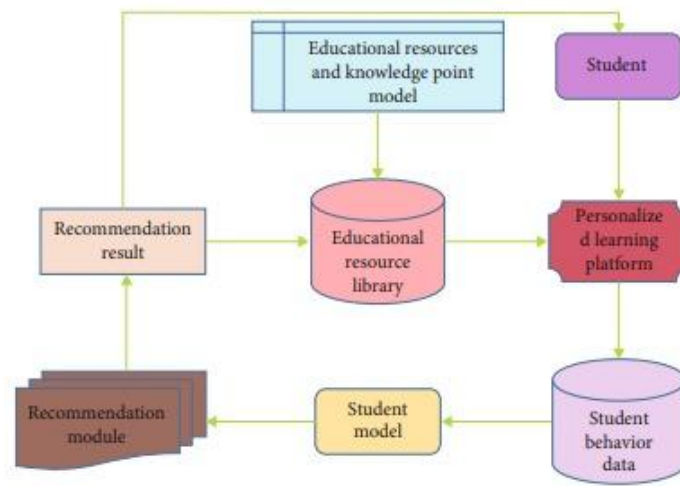 Educational resources
and knowledge point
model
Student
Recommendation
result
Educational
resource
library
Personalize
d learning
platform
Recommendation
module
Student
model
Student
behavior
data